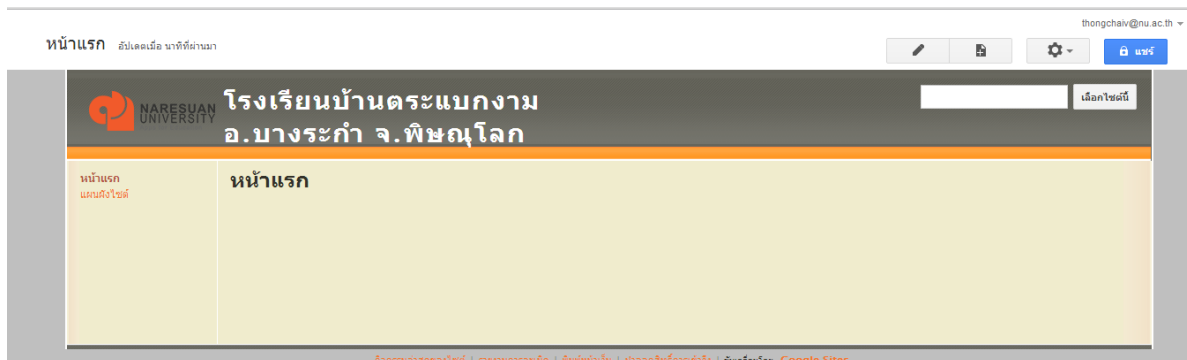 thongchaiv@nu.ac.th
หน้าแรก อัปเดตเมื่อ นาทีที่ผ่านมา
แชร์
NARESUAN
UNIVERSITY
โรงเรียนบ้านตระแบกงาม
อ.บางระกำ จ.พิษณุโลก
เลือกไซต์นี้
หน้าแรก
แผนผังไซต์
หน้าแรก
Google Sites